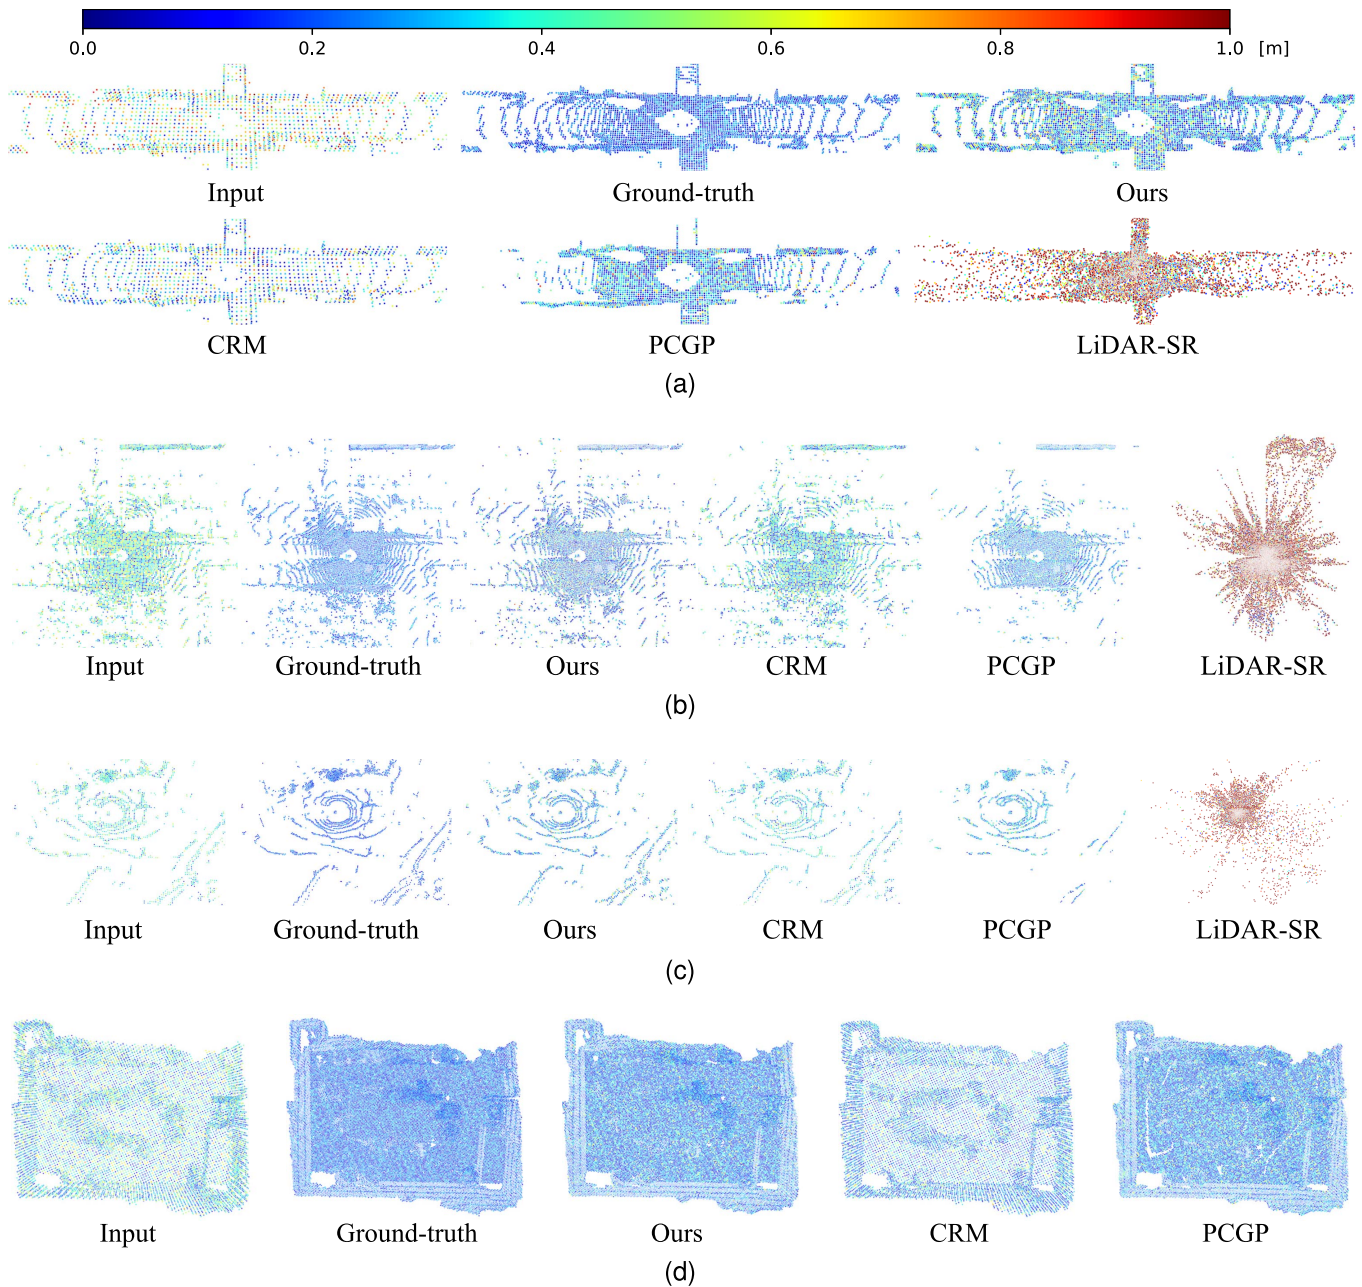 0.0 0.2 0.4 0.6 0.8 1.0 [m]
Input Ground-truth Ours
CRM PCGP LiDAR-SR
(a)
Input Ground-truth Ours CRM PCGP LiDAR-SR
(b)
Input Ground-truth Ours CRM PCGP LiDAR-SR
(c)
Input Ground-truth Ours CRM PCGP
(d)